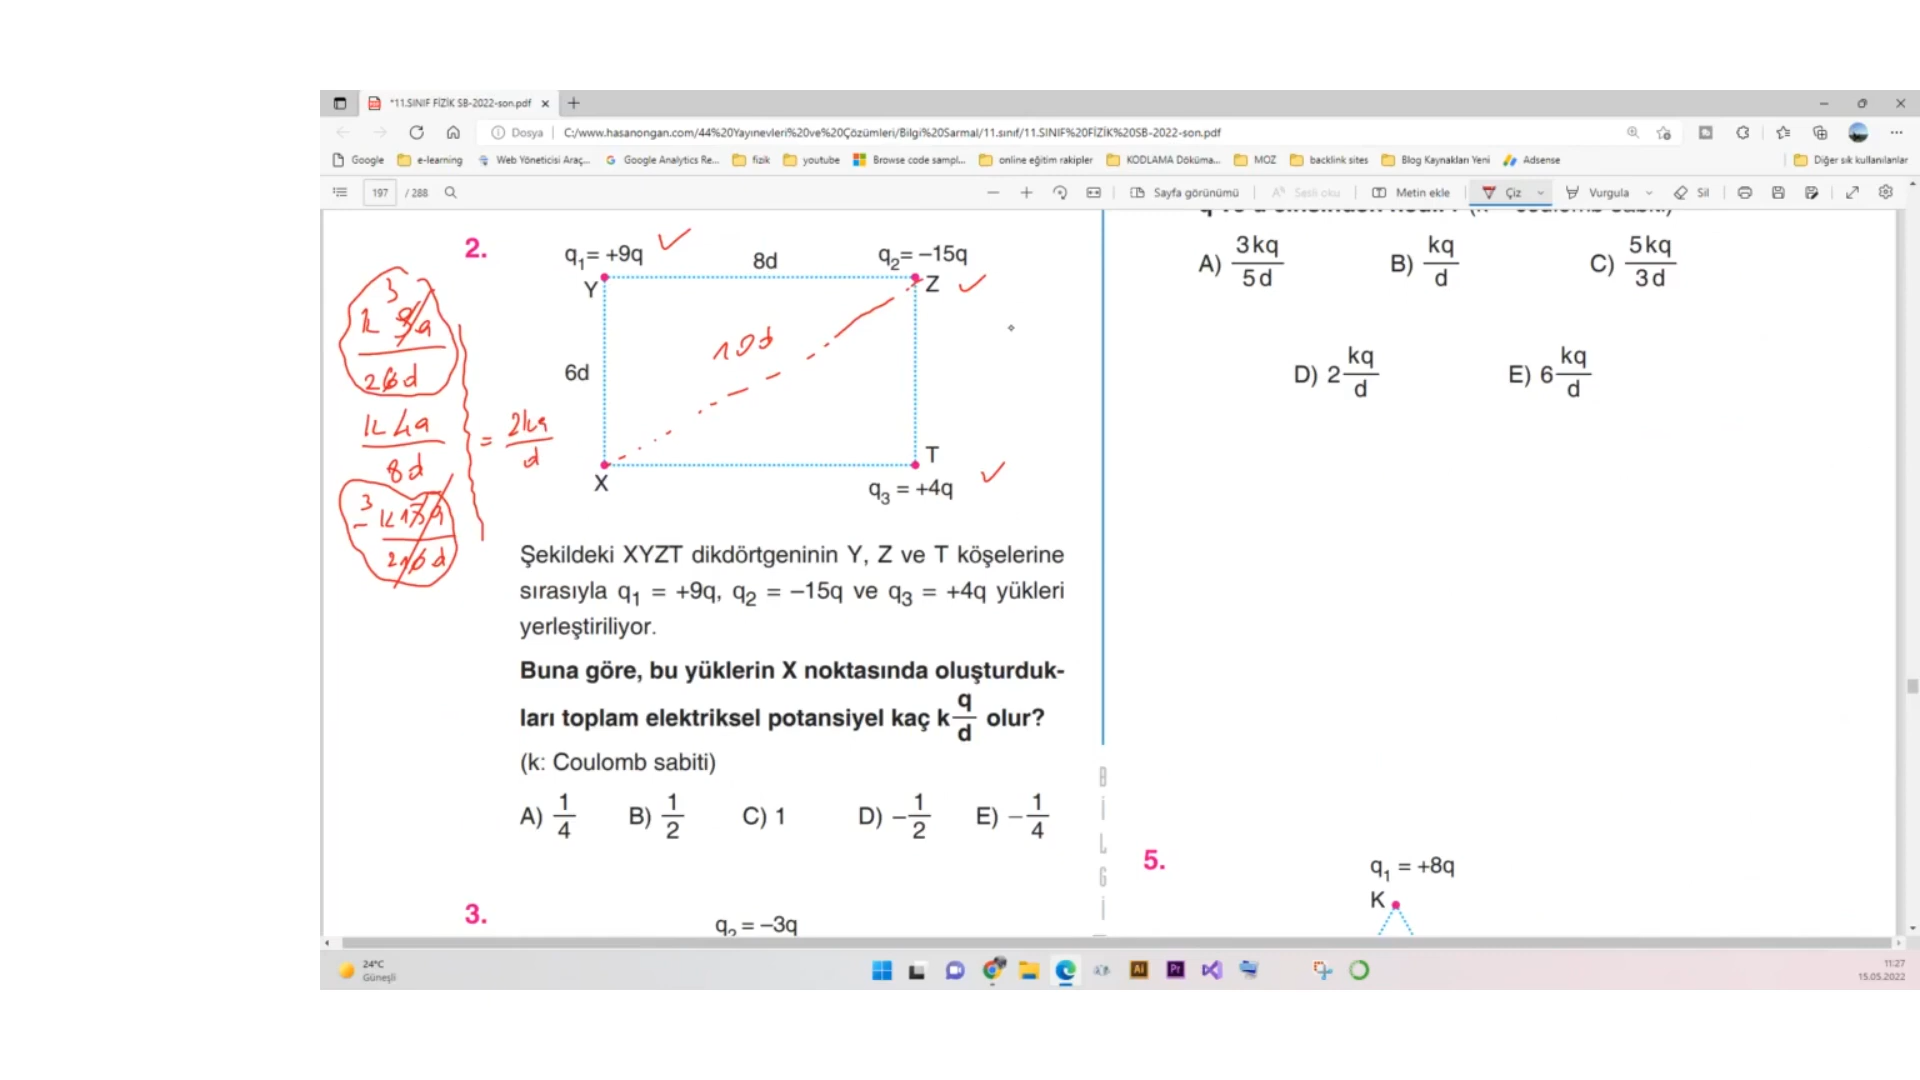 *11.SINIF FİZİK SB-2022-son.pdf
Dosya
C:/www.hasanongan.com/44%20Yayınevleri%20ve%20Çözümleri/Bilgi%20Sarmal/11.sınıf/11.SINIF%20FİZİK%20SB-2022-son.pdf
Google e-learning Web Yöneticisi Araç... Google Analytics Re... fizik youtube Browse code sampl... online eğitim rakipler KODLAMA Döküma... MOZ backlink sites Blog Kaynakları Yeni Adsense Diğer sık kullanılanlar
197 / 288 Sayfa görünümü Sesli oku Metin ekle Çiz Vurgula Sil
2.
q1= +9q
8d
q2= –15q
Y
Z
10d
6d
X
T
q3 = +4q
3
k 9q
26d
k4q
8d
3
- k15q
210d
= 2kq
d
Şekildeki XYZT dikdörtgeninin Y, Z ve T köşelerine
sırasıyla q1 = +9q, q2 = –15q ve q3 = +4q yükleri
yerleştiriliyor.
Buna göre, bu yüklerin X noktasında oluşturduk-
ları toplam elektriksel potansiyel kaç k q/d olur?
(k: Coulomb sabiti)
A) 1/4 B) 1/2 C) 1 D) –1/2 E) –1/4
3.
q2 = –3q
A) 3kq/5d B) kq/d C) 5kq/3d
D) 2 kq/d E) 6 kq/d
B
İ
L
G
İ
5.
q1 = +8q
K
24°C
Güneşli
11:27
15.05.2022